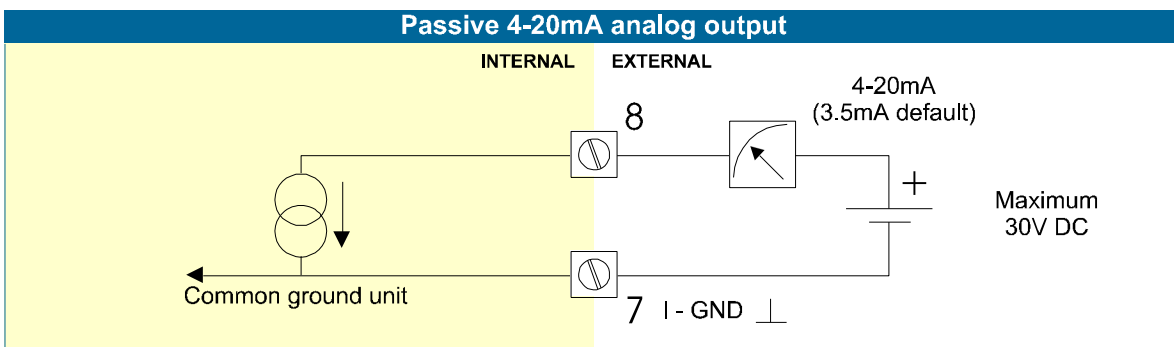 Passive 4-20mA analog output
INTERNAL EXTERNAL
4-20mA
(3.5mA default)
8
+
Maximum
30V DC
Common ground unit
7 I - GND